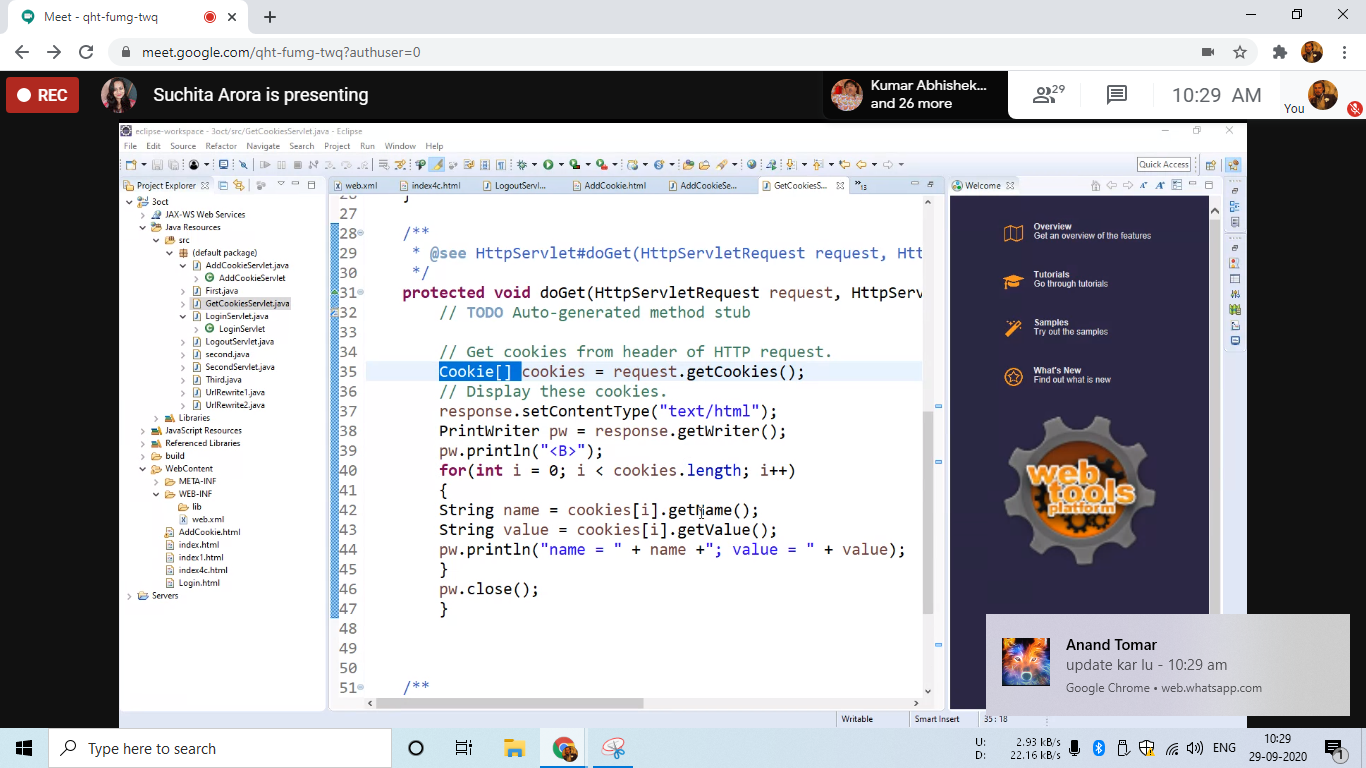 Meet - qht-fumg-twq
meet.google.com/qht-fumg-twq?authuser=0
REC
Suchita Arora is presenting
Kumar Abhishek...
and 26 more
29
10:29 AM
You
eclipse-workspace - 3oct/src/GetCookiesServlet.java - Eclipse
File Edit Source Refactor Navigate Search Project Run Window Help
Quick Access
Project Explorer
3oct
JAX-WS Web Services
Java Resources
src
(default package)
AddCookieServlet.java
AddCookieServlet
First.java
GetCookiesServlet.java
LoginServlet.java
LoginServlet
LogoutServlet.java
second.java
SecondServlet.java
Third.java
UrlRewrite1.java
UrlRewrite2.java
Libraries
JavaScript Resources
Referenced Libraries
build
WebContent
META-INF
WEB-INF
lib
web.xml
AddCookie.html
index.html
index1.html
index4c.html
Login.html
Servers
web.xml index4c.html LogoutServl... AddCookie.html AddCookieSe... GetCookiesS... »15
27
28 /**
29 * @see HttpServlet#doGet(HttpServletRequest request, Htt
30 */
31 protected void doGet(HttpServletRequest request, HttpServ
32 // TODO Auto-generated method stub
33
34 // Get cookies from header of HTTP request.
35 Cookie[] cookies = request.getCookies();
36 // Display these cookies.
37 response.setContentType("text/html");
38 PrintWriter pw = response.getWriter();
39 pw.println("<B>");
40 for(int i = 0; i < cookies.length; i++)
41 {
42 String name = cookies[i].getName();
43 String value = cookies[i].getValue();
44 pw.println("name = " + name +"; value = " + value);
45 }
46 pw.close();
47 }
48
49
50
51 /**
Welcome
Overview
Get an overview of the features
Tutorials
Go through tutorials
Samples
Try out the samples
What's New
Find out what is new
web
tools
platform
Anand Tomar
update kar lu - 10:29 am
Google Chrome • web.whatsapp.com
Writable Smart Insert 35 : 18
Type here to search
U: 2.93 kB/s
D: 22.16 kB/s
ENG
10:29
29-09-2020
1